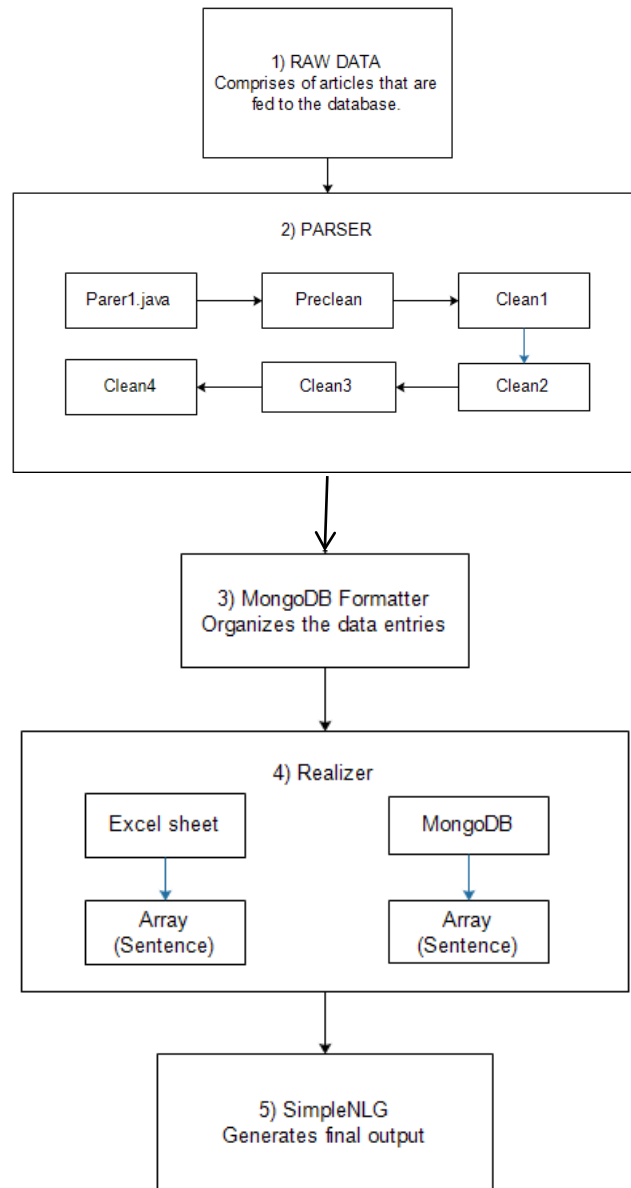 1) RAW DATA
Comprises of articles that are
fed to the database.
2) PARSER
Parer1.java
Preclean
Clean1
Clean4
Clean3
Clean2
3) MongoDB Formatter
Organizes the data entries
4) Realizer
Excel sheet
MongoDB
Array
(Sentence)
Array
(Sentence)
5) SimpleNLG
Generates final output